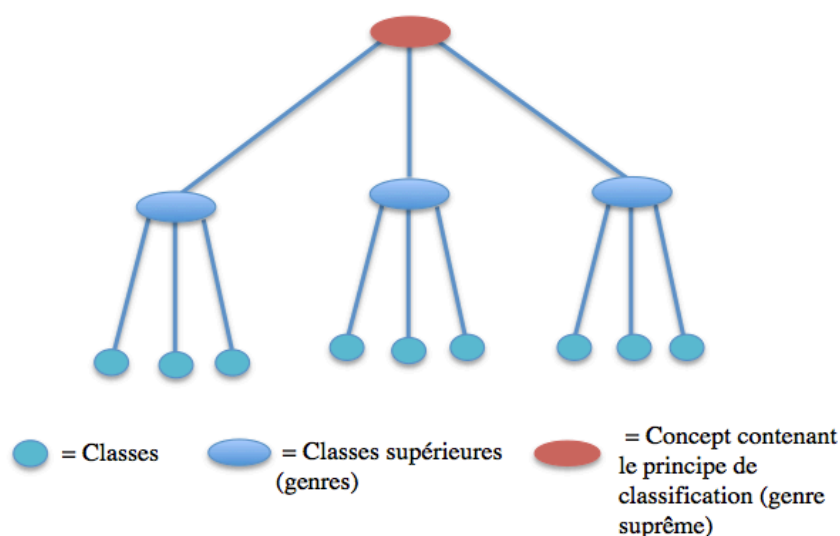 = Classes
= Classes supérieures
(genres)
= Concept contenant
le principe de
classification (genre
suprême)